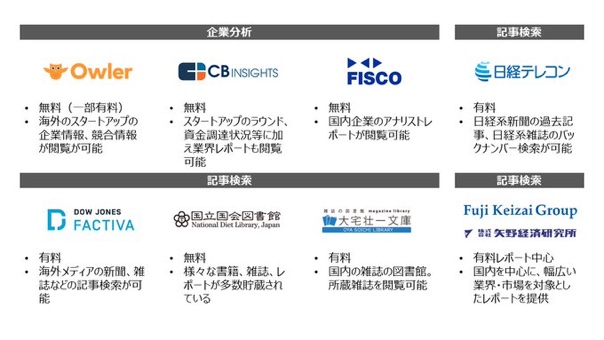 企業分析
記事検索
Owler
CB INSIGHTS
FISCO
日経テレコン
• 無料（一部有料）
• 海外のスタートアップの
企業情報、競合情報
が閲覧が可能
• 無料
• スタートアップのラウンド、
資金調達状況等に加
え業界レポートも閲覧
可能
• 無料
• 国内企業のアナリストレ
ポートが閲覧可能
• 有料
• 日経系新聞の過去記
事、日経系雑誌のバック
ナンバー検索が可能
記事検索
記事検索
DOW JONES
FACTIVA
国立国会図書館
National Diet Library, Japan
雑誌の図書館 magazine library
大宅壮一文庫
OYA SOICHI LIBRARY
Fuji Keizai Group
株式会社 矢野経済研究所
• 有料
• 海外メディアの新聞、雑
誌などの記事検索が可
能
• 無料
• 様々な書籍、雑誌、レ
ポートが多数貯蔵されて
いる
• 有料
• 国内の雑誌の図書館。
所蔵雑誌を閲覧可能
• 有料レポート中心
• 国内を中心に、幅広い
業界・市場を対象とし
たレポートを提供